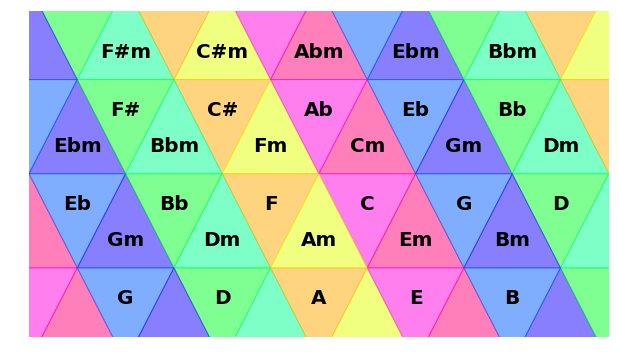 F#m C#m Abm Ebm Bbm
F# C# Ab Eb Bb
Ebm Bbm Fm Cm Gm Dm
Eb Bb F C G D
Gm Dm Am Em Bm
G D A E B